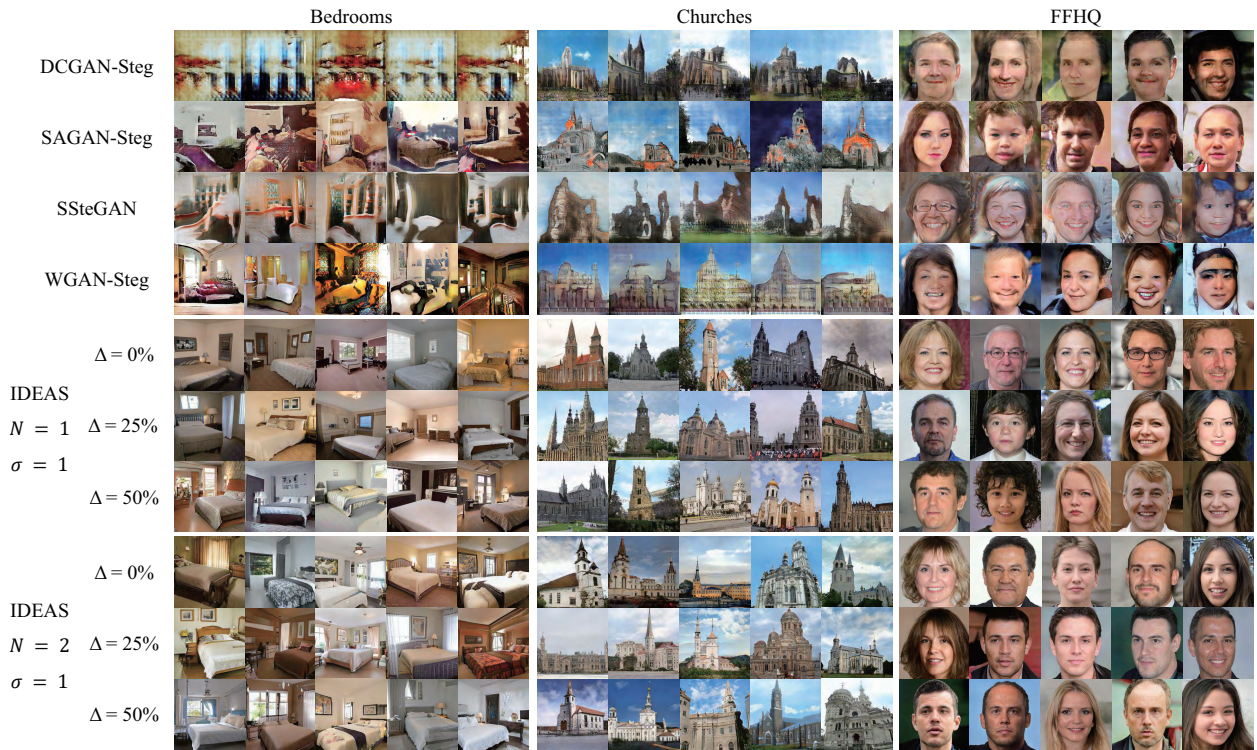 Bedrooms Churches FFHQ
DCGAN-Steg
SAGAN-Steg
SSteGAN
WGAN-Steg
Δ = 0%
IDEAS
N = 1 Δ = 25%
σ = 1
Δ = 50%
Δ = 0%
IDEAS
N = 2 Δ = 25%
σ = 1
Δ = 50%